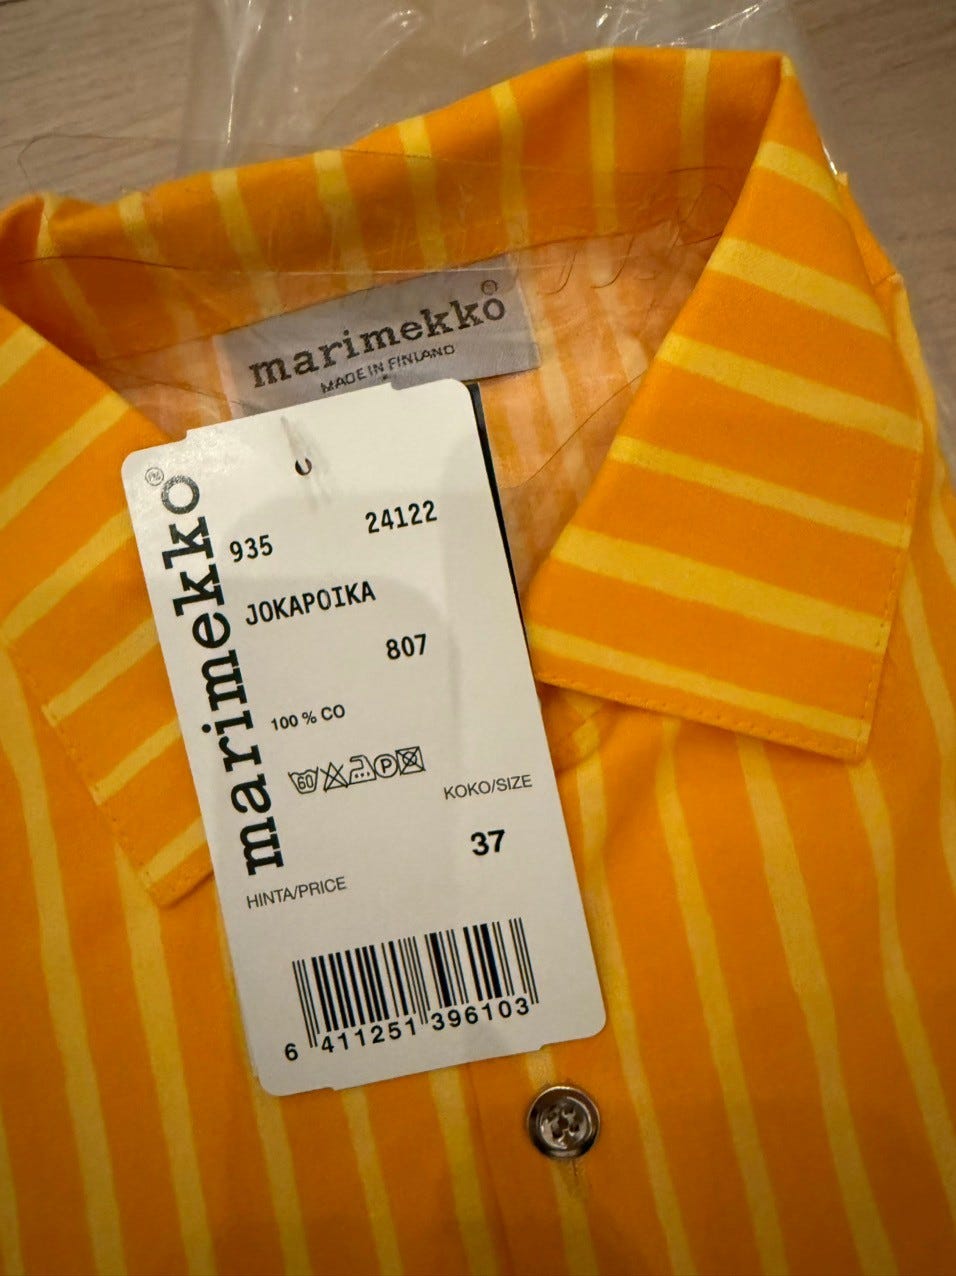 marimekko®
MADE IN FINLAND
marimekko®
935 24122
JOKAPOIKA
807
100 % CO
60 P
KOKO/SIZE
37
HINTA/PRICE
6 411251 396103